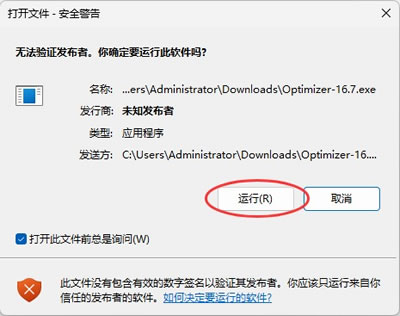 打开文件 - 安全警告
无法验证发布者。你确定要运行此软件吗?
名称: ...ers\Administrator\Downloads\Optimizer-16.7.exe
发行商: 未知发布者
类型: 应用程序
发送方: C:\Users\Administrator\Downloads\Optimizer-16....
运行(R) 取消
打开此文件前总是询问(W)
此文件没有包含有效的数字签名以验证其发布者。你应该只运行来自你
信任的发布者的软件。如何决定要运行的软件?